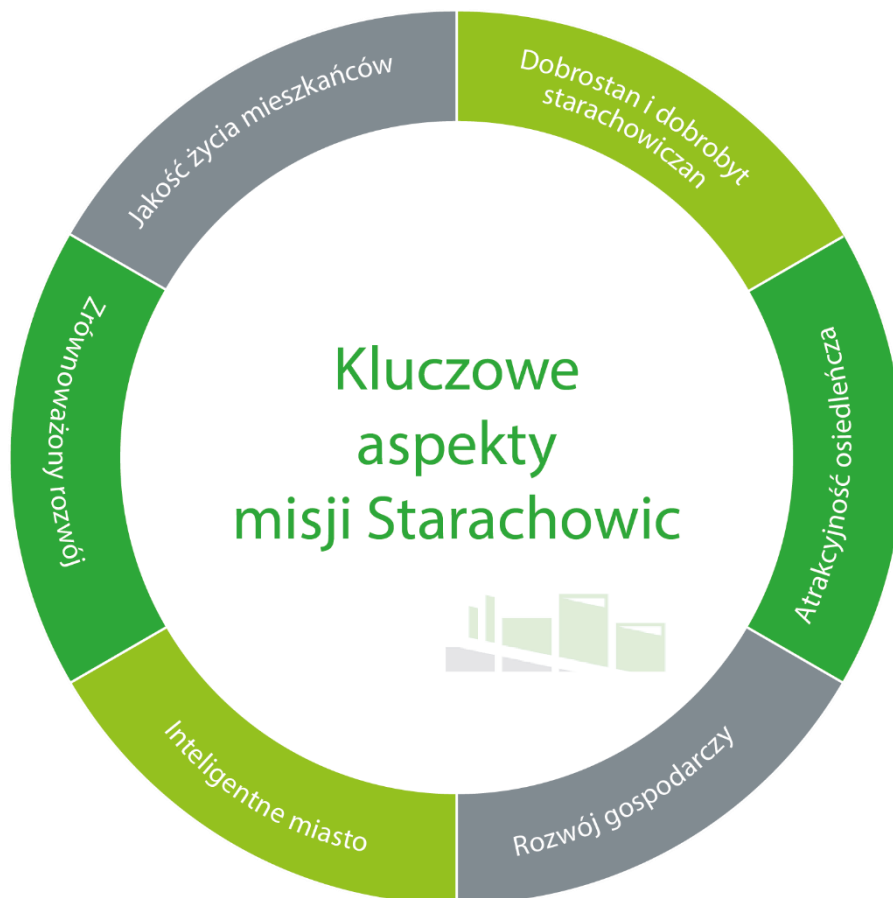 Kluczowe
aspekty
misji Starachowic
Dobrostan i dobrobyt
starachowiczan
Atrakcyjność osiedleńcza
Rozwój gospodarczy
Inteligentne miasto
Zrównoważony rozwój
Jakość życia mieszkańców